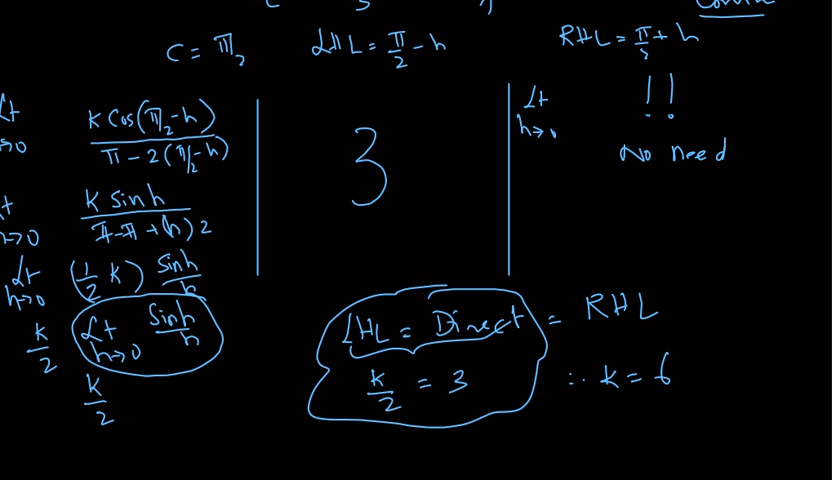 C = π/2 LHL = π/2 - h RHL = π/2 + h
Lt h→0 K Cos(π/2 - h) / π - 2(π/2 - h)
3
Lt h→0
!!
No need
Lt h→0 K Sinh / π - π + (h)2
Lt h→0 (1/2 K) Sinh/h
K/2 Lt h→0 Sinh/h
K/2
LHL = Direct = RHL
K/2 = 3 ∴ K = 6